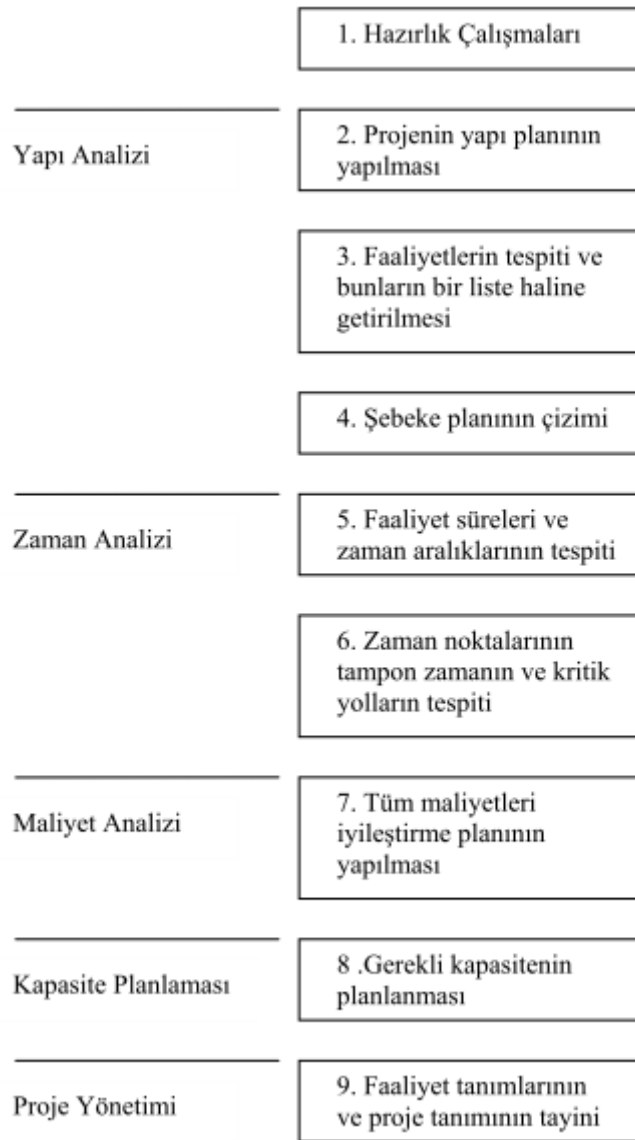 1. Hazırlık Çalışmaları
Yapı Analizi
2. Projenin yapı planının
yapılması
3. Faaliyetlerin tespiti ve
bunların bir liste haline
getirilmesi
4. Şebeke planının çizimi
Zaman Analizi
5. Faaliyet süreleri ve
zaman aralıklarının tespiti
6. Zaman noktalarının
tampon zamanın ve kritik
yolların tespiti
Maliyet Analizi
7. Tüm maliyetleri
iyileştirme planının
yapılması
Kapasite Planlaması
8 .Gerekli kapasitenin
planlanması
Proje Yönetimi
9. Faaliyet tanımlarının
ve proje tanımının tayini